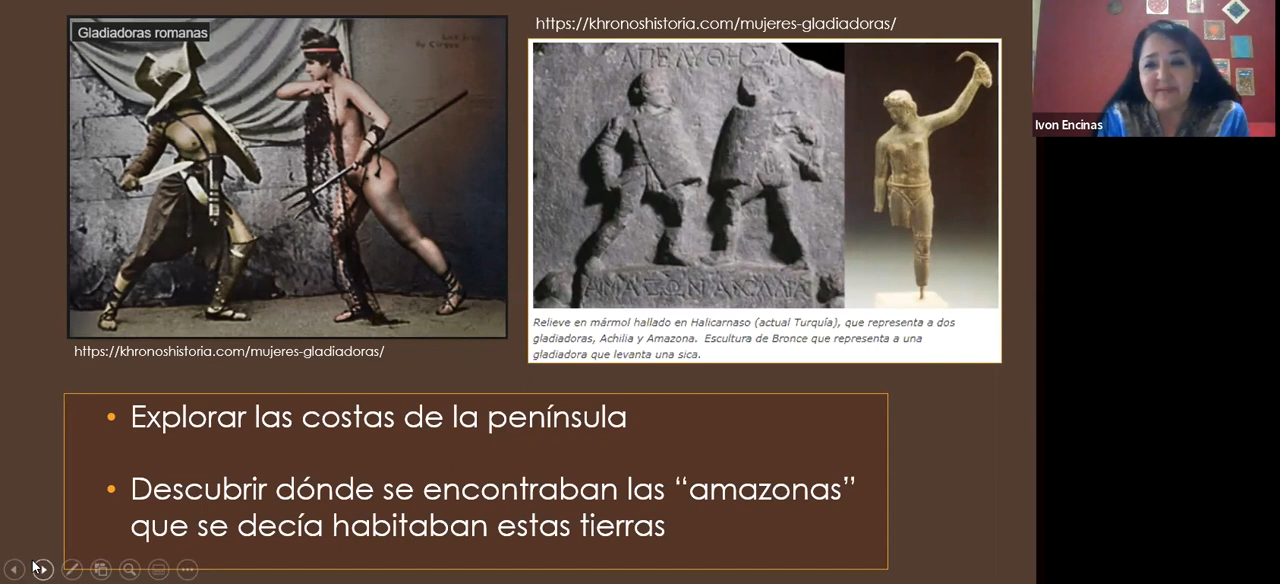 Gladiadoras romanas
https://khronoshistoria.com/mujeres-gladiadoras/
https://khronoshistoria.com/mujeres-gladiadoras/
ΑΠΕΛΥΘΗΣΑΝ
ΑΜΑΖΩΝ ΑΧΙΛΛΙΑ
Relieve en mármol hallado en Halicarnaso (actual Turquía), que representa a dos
gladiadoras, Achilia y Amazona. Escultura de Bronce que representa a una
gladiadora que levanta una sica.
Ivon Encinas
• Explorar las costas de la península
• Descubrir dónde se encontraban las “amazonas”
que se decía habitaban estas tierras